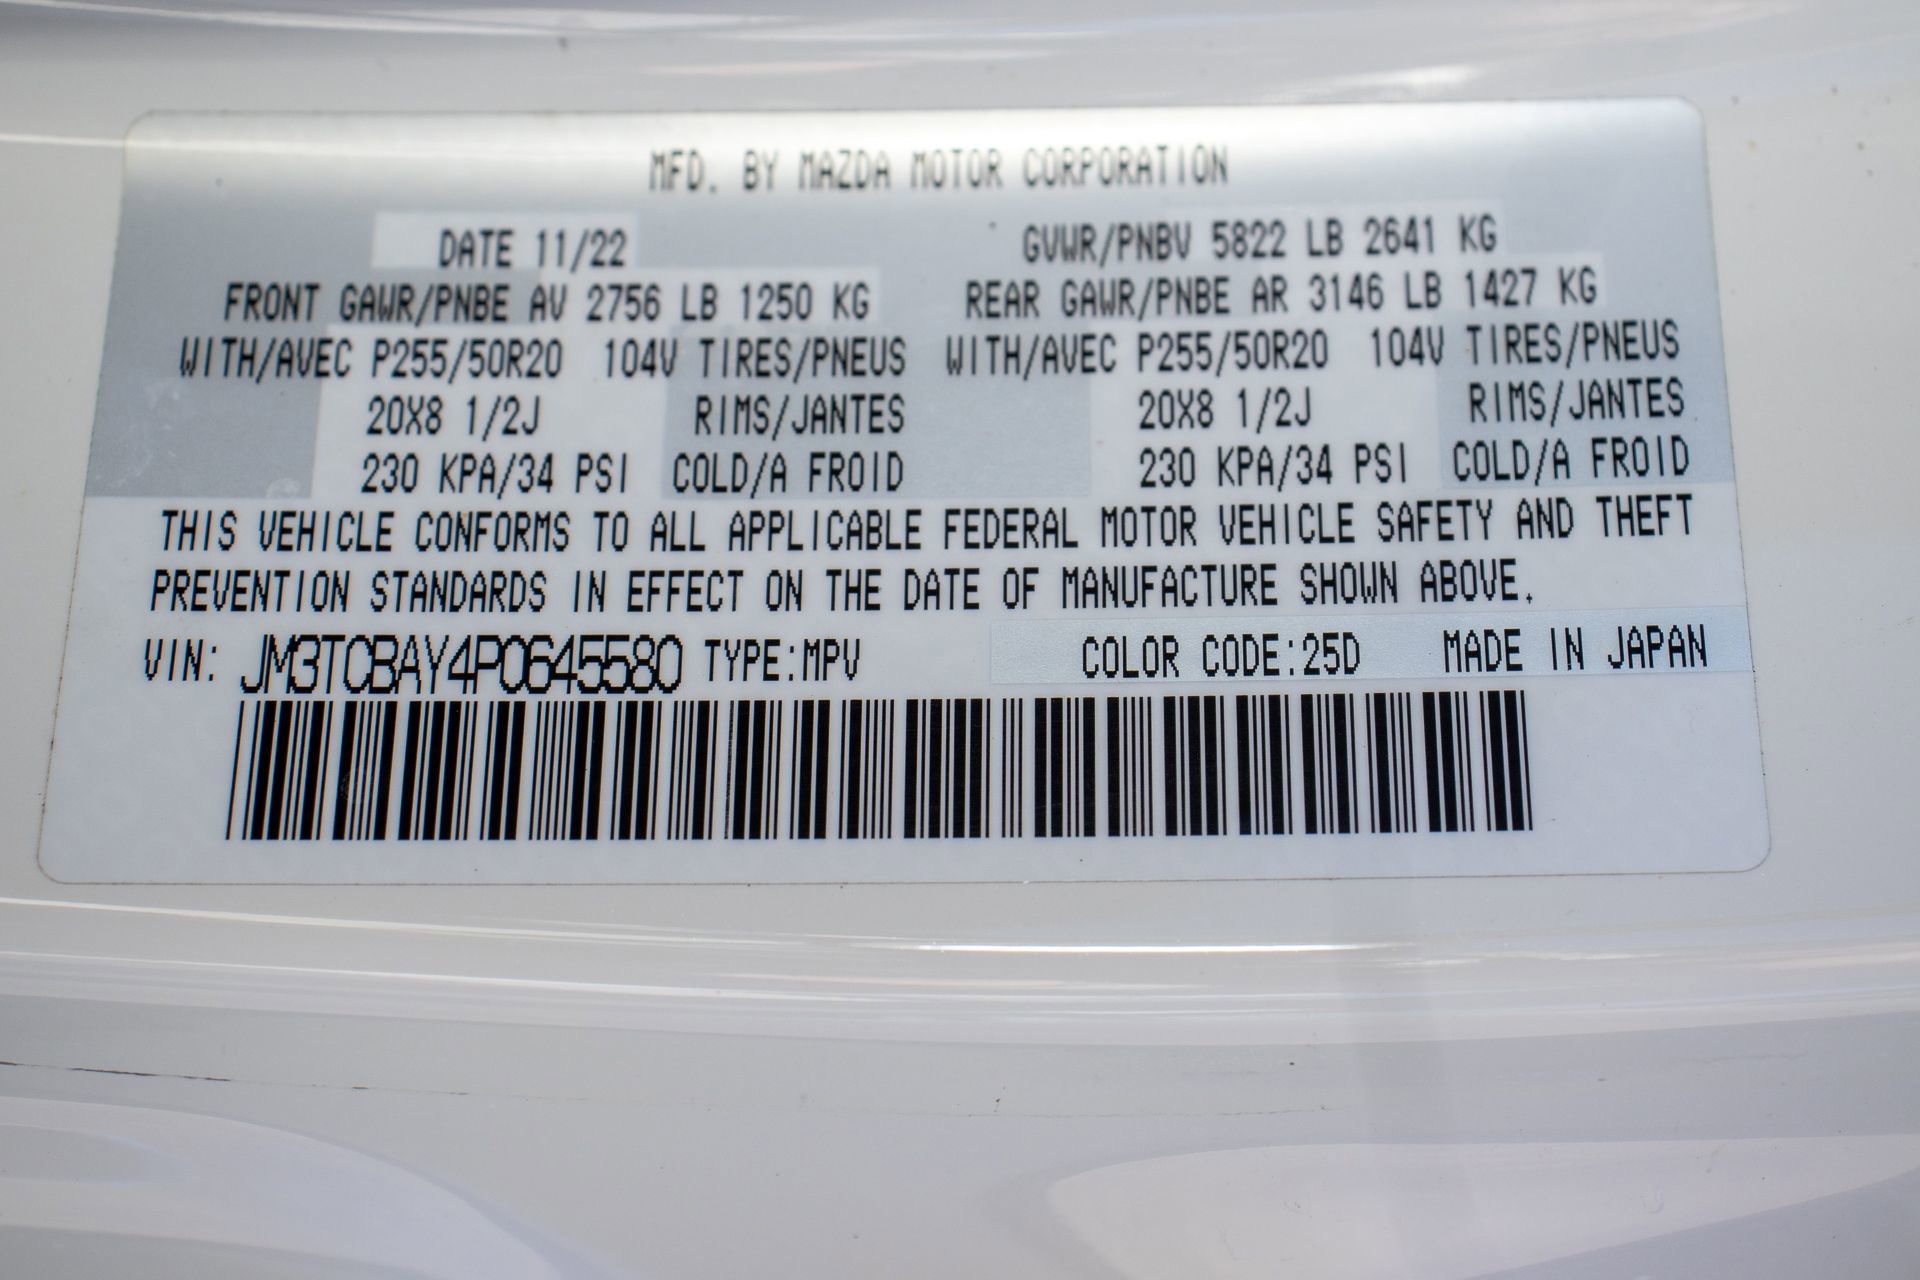 MFD. BY MAZDA MOTOR CORPORATION
DATE 11/22 GVWR/PNBV 5822 LB 2641 KG
FRONT GAWR/PNBE AV 2756 LB 1250 KG REAR GAWR/PNBE AR 3146 LB 1427 KG
WITH/AVEC P255/50R20 104V TIRES/PNEUS WITH/AVEC P255/50R20 104V TIRES/PNEUS
20X8 1/2J RIMS/JANTES 20X8 1/2J RIMS/JANTES
230 KPA/34 PSI COLD/A FROID 230 KPA/34 PSI COLD/A FROID
THIS VEHICLE CONFORMS TO ALL APPLICABLE FEDERAL MOTOR VEHICLE SAFETY AND THEFT
PREVENTION STANDARDS IN EFFECT ON THE DATE OF MANUFACTURE SHOWN ABOVE.
VIN: JM3TCBAY4P0645580 TYPE:MPV COLOR CODE:25D MADE IN JAPAN